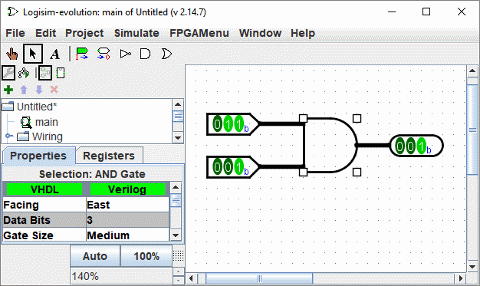 Logisim-evolution: main of Untitled (v 2.14.7)
File Edit Project Simulate FPGAMenu Window Help
A
Untitled*
main
Wiring
Properties Registers
Selection: AND Gate
VHDL Verilog
Facing East
Data Bits 3
Gate Size Medium
Auto 100%
140%
011b
001b
001b